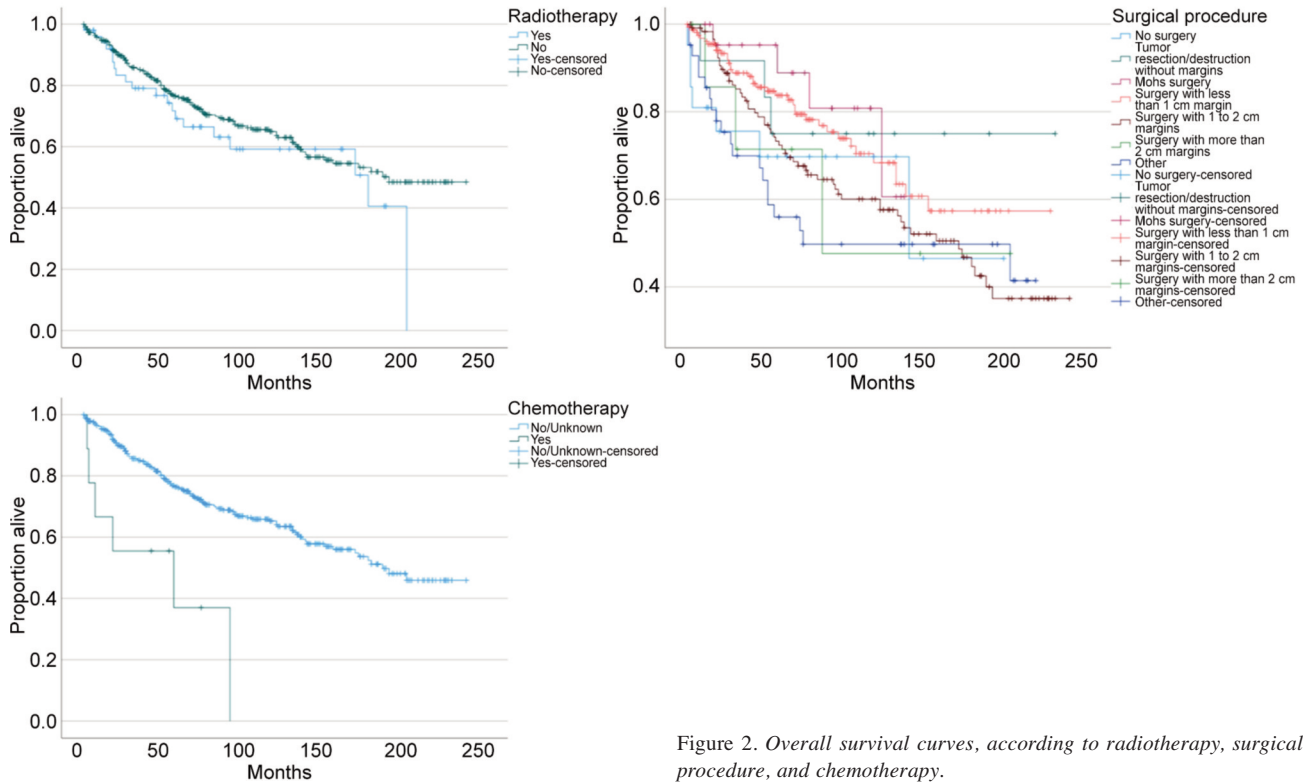 Radiotherapy
Yes
No
Yes-censored
No-censored
1.0
0.8
0.6
0.4
0.2
0.0
Proportion alive
0
50
100
150
200
250
Months
Surgical procedure
No surgery
Tumor
resection/destruction
without margins
Mohs surgery
Surgery with less
than 1 cm margin
Surgery with 1 to 2 cm
margins
Surgery with more than
2 cm margins
Other
No surgery-censored
Tumor
resection/destruction
without margins-censored
Mohs surgery-censored
Surgery with less than 1 cm
margin-censored
Surgery with 1 to 2 cm
margins-censored
Surgery with more than 2 cm
margins-censored
Other-censored
1.0
0.8
0.6
0.4
Proportion alive
0
50
100
150
200
250
Months
Chemotherapy
No/Unknown
Yes
No/Unknown-censored
Yes-censored
1.0
0.8
0.6
0.4
0.2
0.0
Proportion alive
0
50
100
150
200
250
Months
Figure 2. Overall survival curves, according to radiotherapy, surgical
procedure, and chemotherapy.